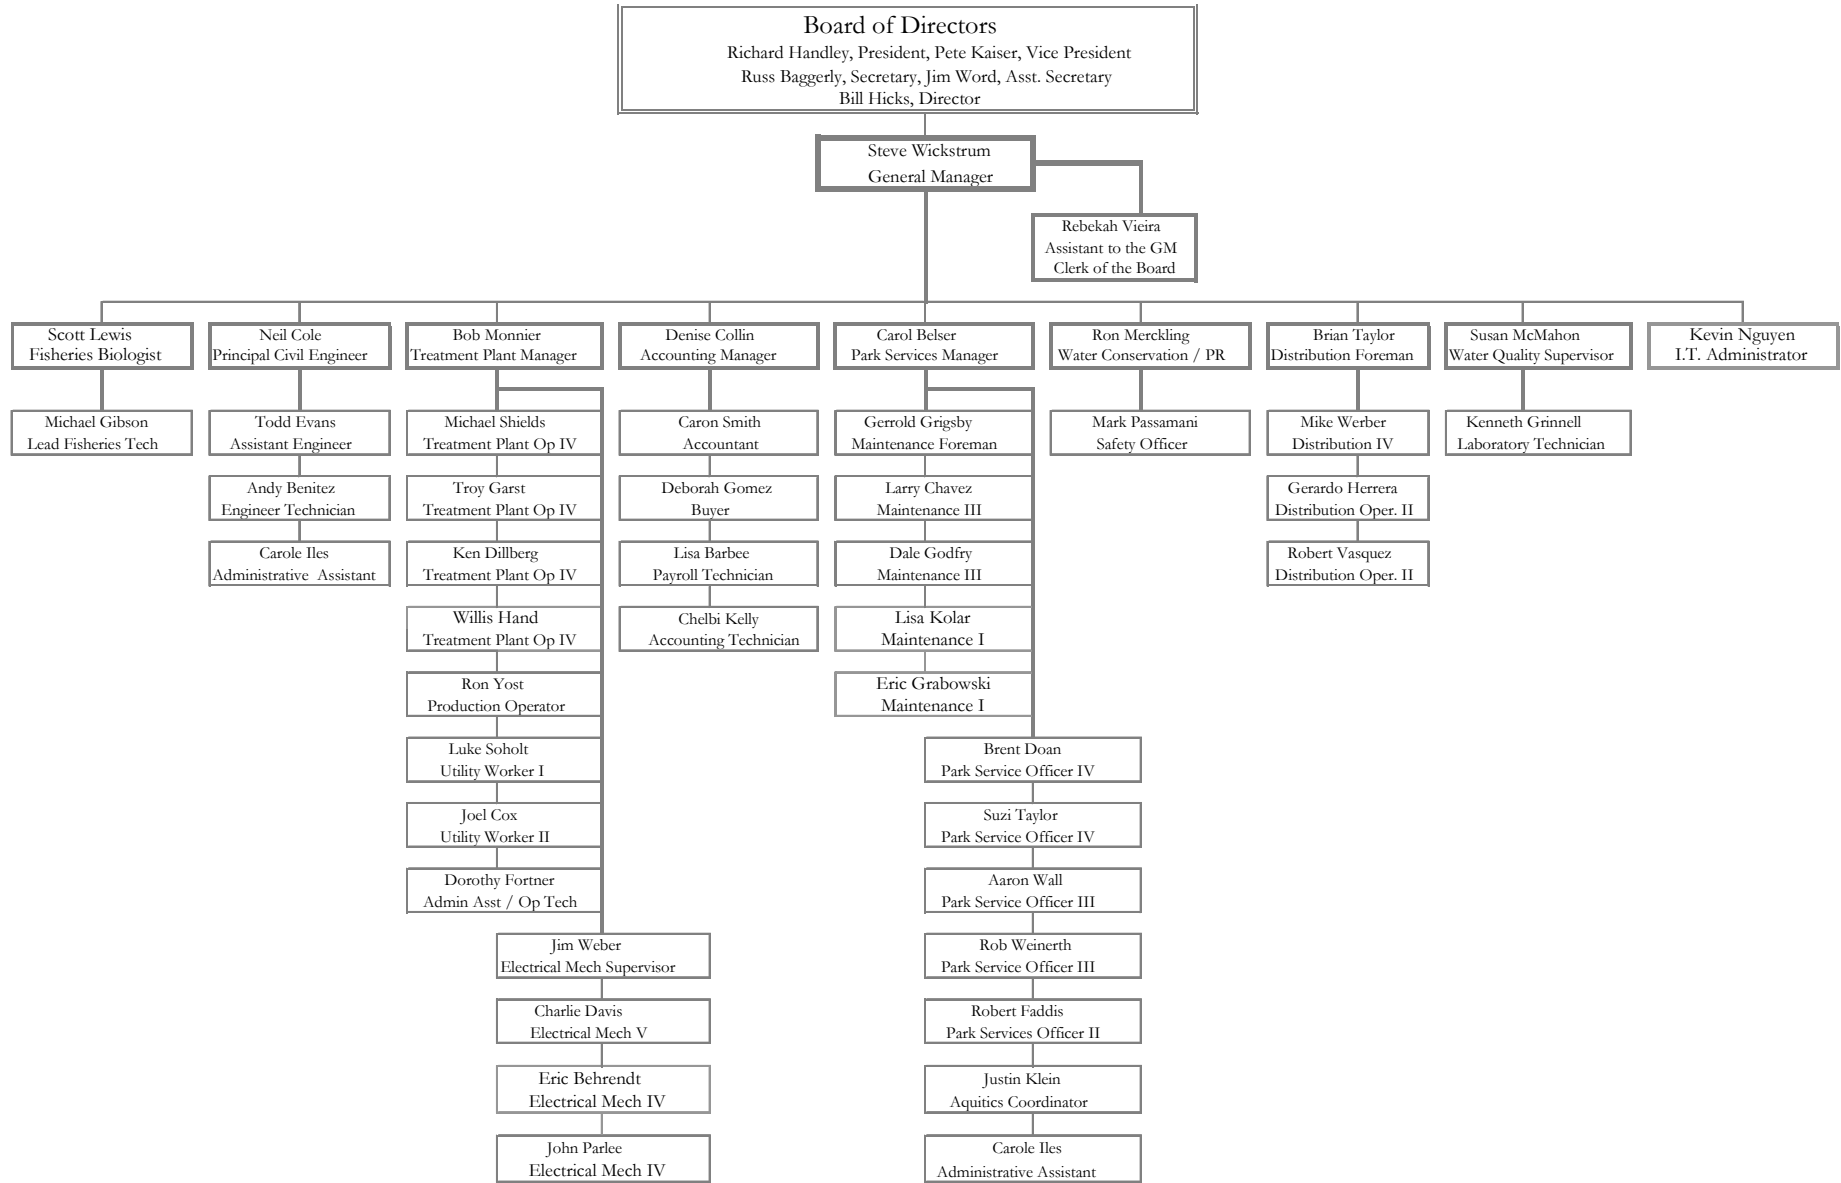 Board of Directors
Richard Handley, President, Pete Kaiser, Vice President
Russ Baggerly, Secretary, Jim Word, Asst. Secretary
Bill Hicks, Director
Steve Wickstrum
General Manager
Rebekah Vieira
Assistant to the GM
Clerk of the Board
Scott Lewis
Fisheries Biologist
Michael Gibson
Lead Fisheries Tech
Neil Cole
Principal Civil Engineer
Todd Evans
Assistant Engineer
Andy Benitez
Engineer Technician
Carole Iles
Administrative Assistant
Bob Monnier
Treatment Plant Manager
Michael Shields
Treatment Plant Op IV
Troy Garst
Treatment Plant Op IV
Ken Dillberg
Treatment Plant Op IV
Willis Hand
Treatment Plant Op IV
Ron Yost
Production Operator
Luke Soholt
Utility Worker I
Joel Cox
Utility Worker II
Dorothy Fortner
Admin Asst / Op Tech
Jim Weber
Electrical Mech Supervisor
Charlie Davis
Electrical Mech V
Eric Behrendt
Electrical Mech IV
John Parlee
Electrical Mech IV
Denise Collin
Accounting Manager
Caron Smith
Accountant
Deborah Gomez
Buyer
Lisa Barbee
Payroll Technician
Chelbi Kelly
Accounting Technician
Carol Belser
Park Services Manager
Gerrold Grigsby
Maintenance Foreman
Larry Chavez
Maintenance III
Dale Godfry
Maintenance III
Lisa Kolar
Maintenance I
Eric Grabowski
Maintenance I
Brent Doan
Park Service Officer IV
Suzi Taylor
Park Service Officer IV
Aaron Wall
Park Service Officer III
Rob Weinerth
Park Service Officer III
Robert Faddis
Park Services Officer II
Justin Klein
Aquitics Coordinator
Carole Iles
Administrative Assistant
Ron Merckling
Water Conservation / PR
Mark Passamani
Safety Officer
Brian Taylor
Distribution Foreman
Mike Werber
Distribution IV
Gerardo Herrera
Distribution Oper. II
Robert Vasquez
Distribution Oper. II
Susan McMahon
Water Quality Supervisor
Kenneth Grinnell
Laboratory Technician
Kevin Nguyen
I.T. Administrator